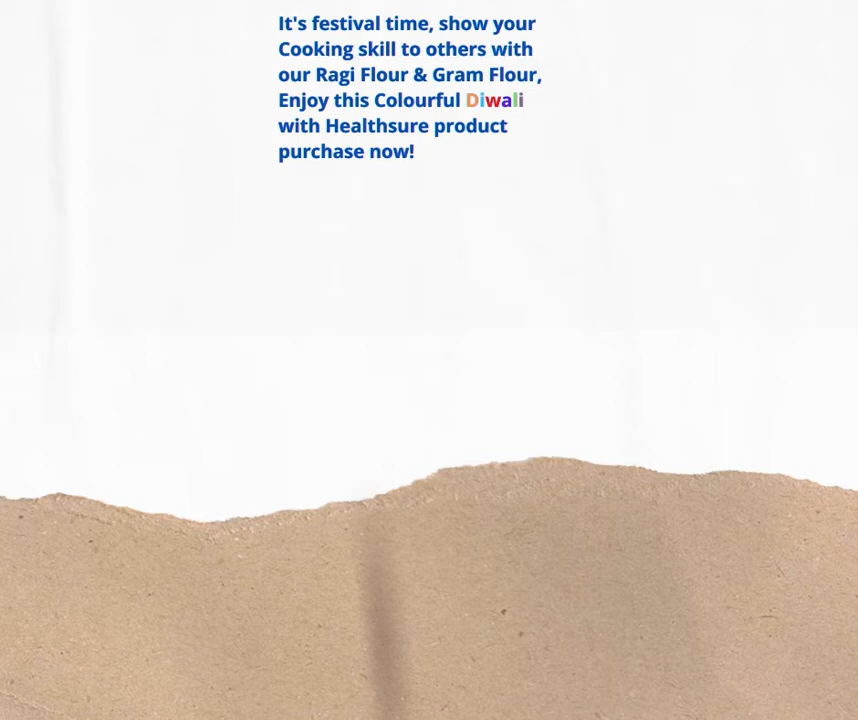 It's festival time, show your
Cooking skill to others with
our Ragi Flour & Gram Flour,
Enjoy this Colourful Diwali
with Healthsure product
purchase now!